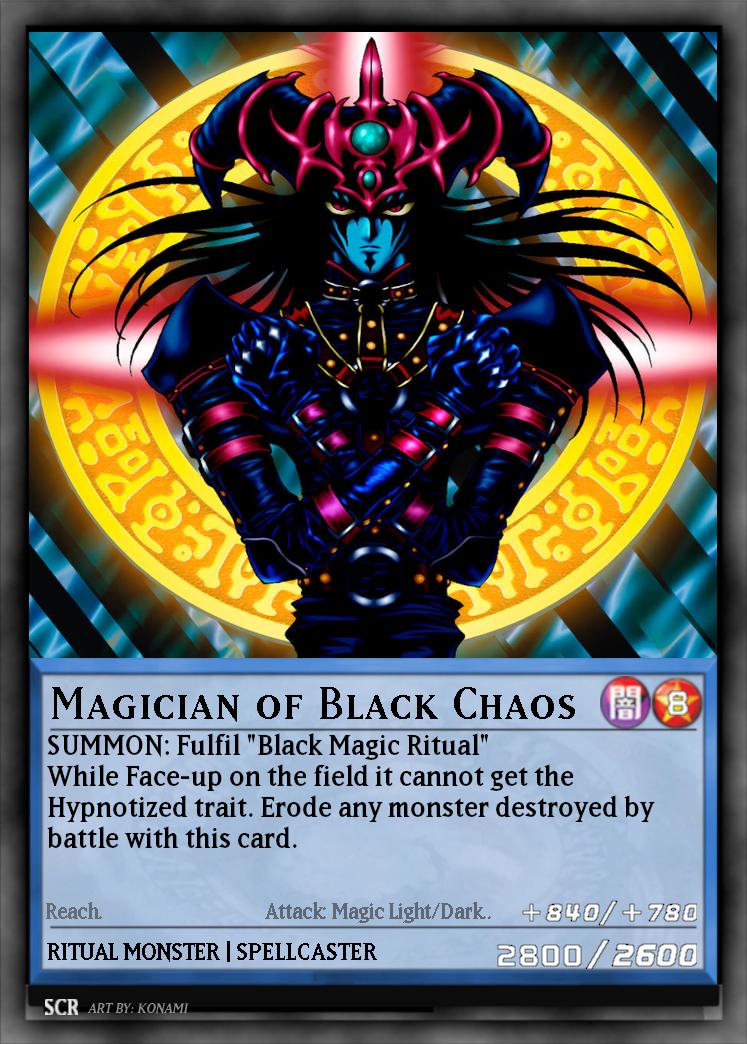 MAGICIAN OF BLACK CHAOS 闇 8
SUMMON: Fulfil "Black Magic Ritual"
While Face-up on the field it cannot get the
Hypnotized trait. Erode any monster destroyed by
battle with this card.
Reach. Attack: Magic Light/Dark.. +840/+780
RITUAL MONSTER | SPELLCASTER 2800/2600
SCR ART BY: KONAMI